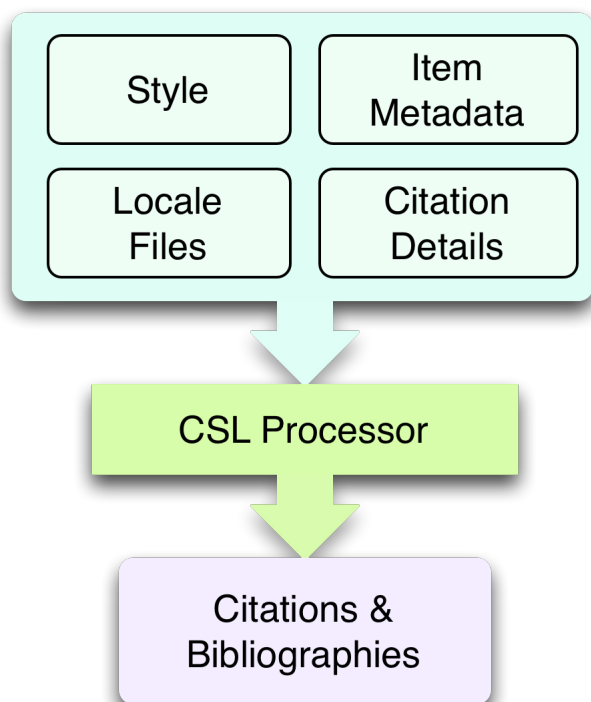 Style
Item
Metadata
Locale
Files
Citation
Details
CSL Processor
Citations &
Bibliographies